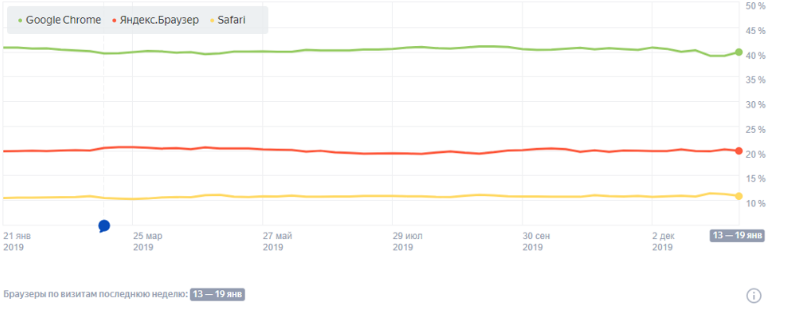 Google Chrome Яндекс.Браузер Safari
50 %
45 %
40 %
35 %
30 %
25 %
20 %
15 %
10 %
21 янв 2019
25 мар 2019
27 май 2019
29 июл 2019
30 сен 2019
2 дек 2019
13 — 19 янв
Браузеры по визитам последнюю неделю: 13 — 19 янв